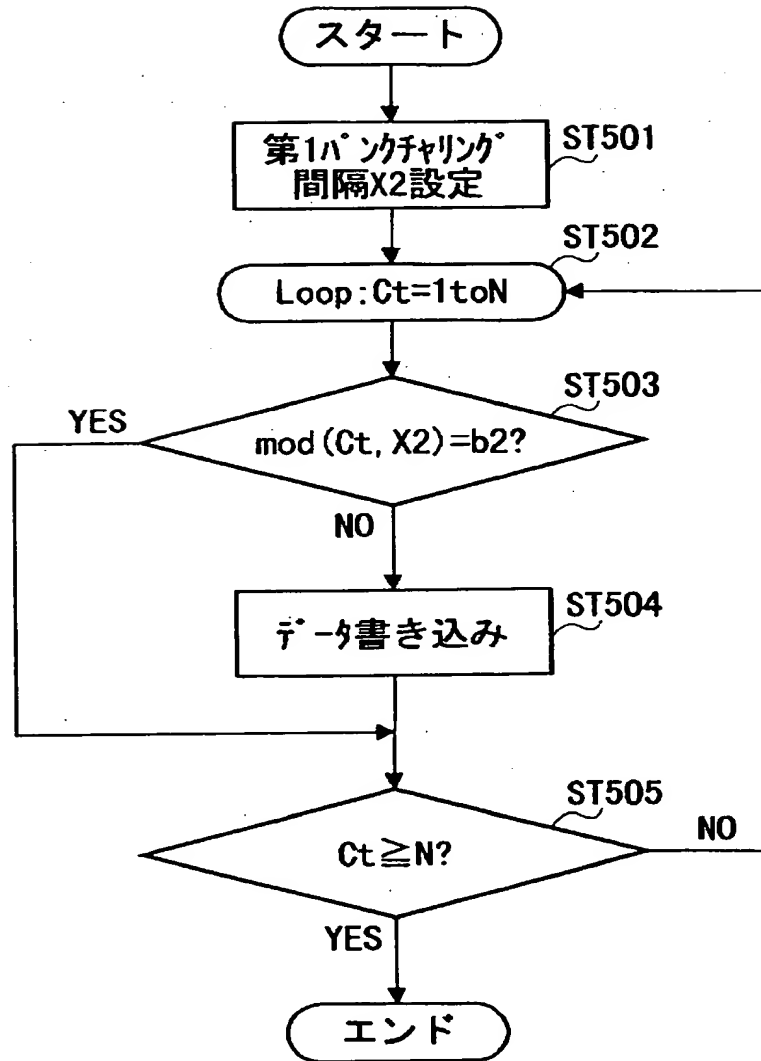 スタート
第1パンクチャリング
間隔X2設定
ST501
ST502
Loop:Ct=1toN
ST503
YES
mod(Ct,X2)=b2?
NO
ST504
データ書き込み
ST505
Ct≧N?
NO
YES
エンド